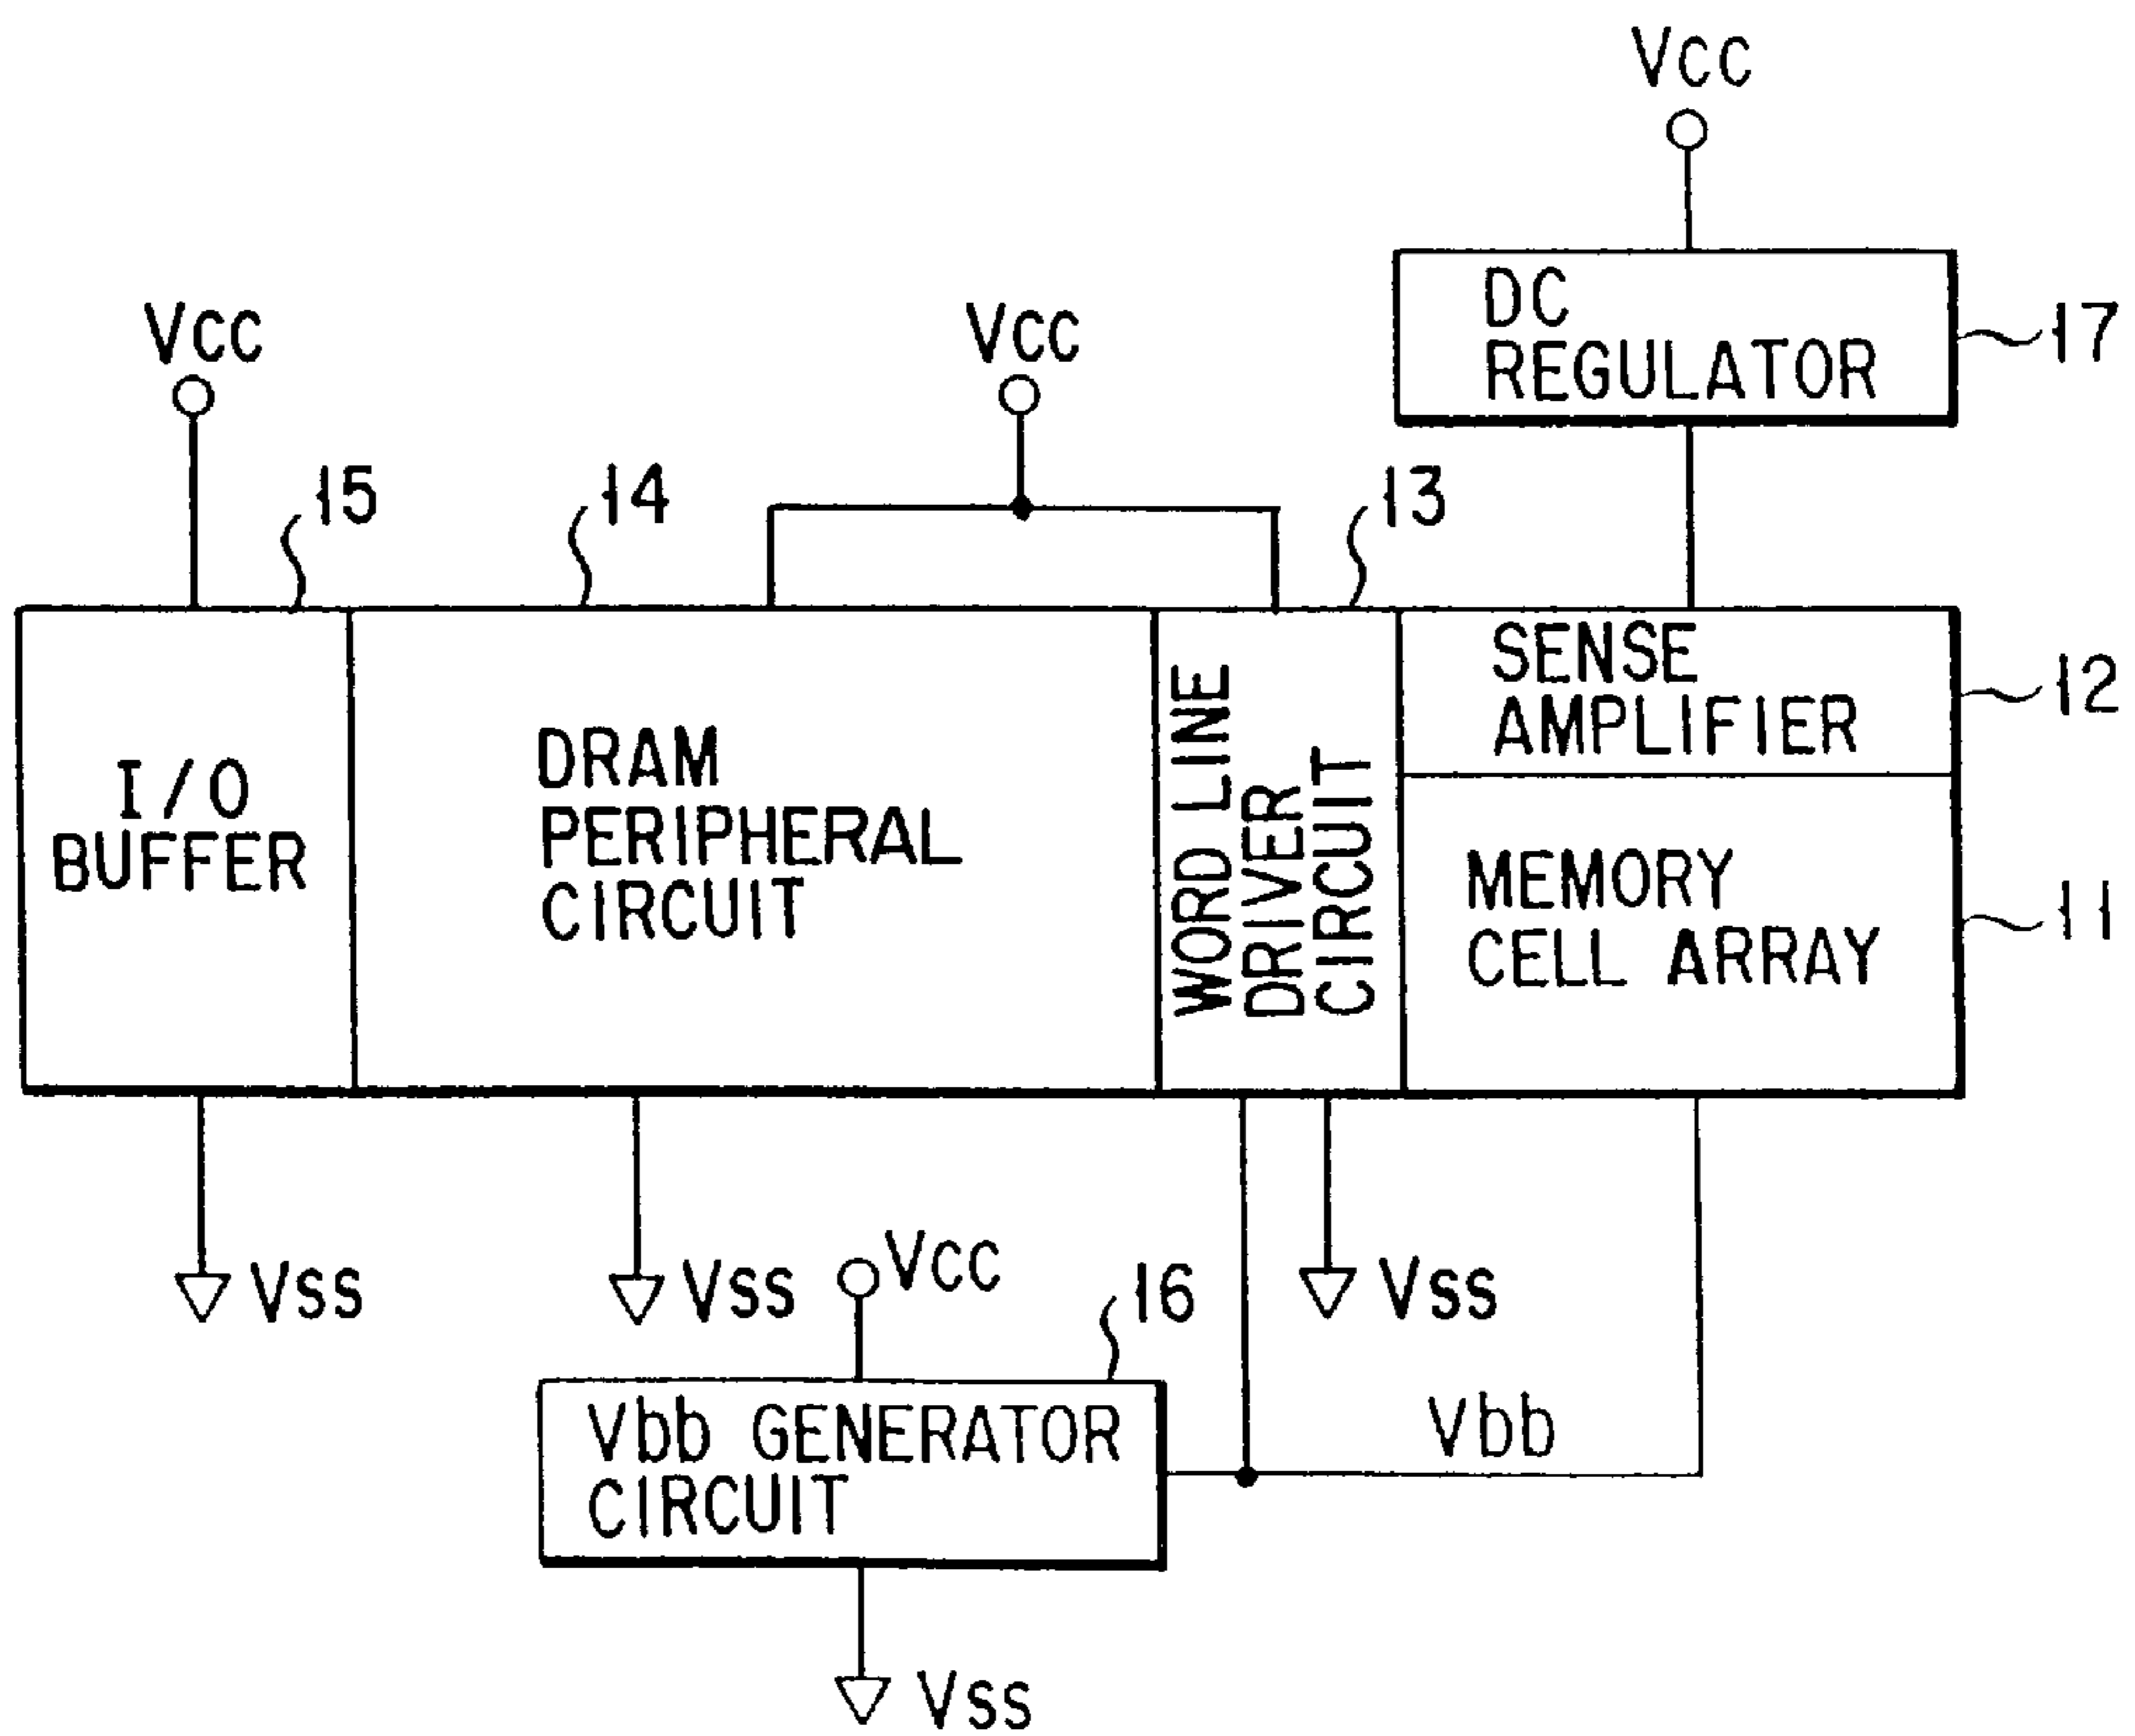 Vcc
DC
REGULATOR
17
Vcc
Vcc
15
14
13
I/O
BUFFER
DRAM
PERIPHERAL
CIRCUIT
WORD LINE
DRIVER
CIRCUIT
SENSE
AMPLIFIER
12
MEMORY
CELL ARRAY
11
Vss
Vss
Vcc
16
Vss
Vbb GENERATOR
CIRCUIT
Vbb
Vss